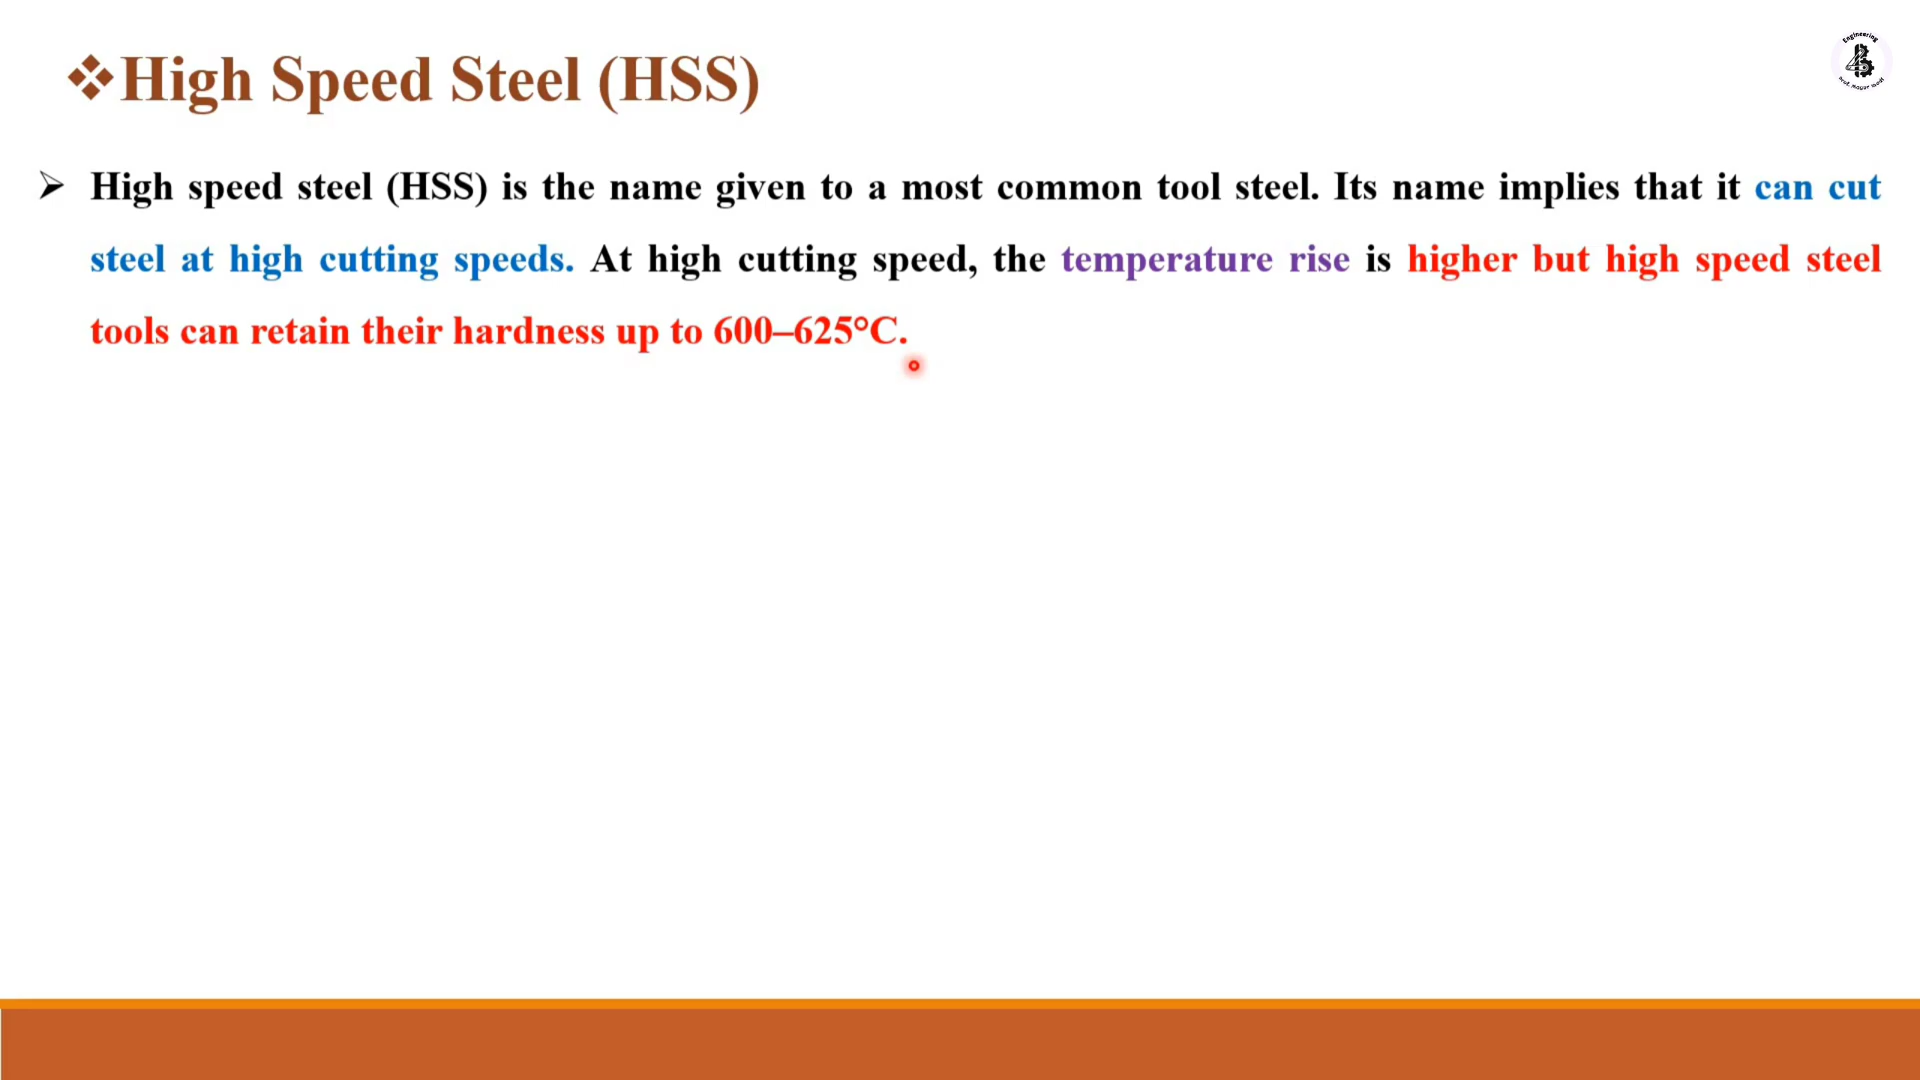 ❖High Speed Steel (HSS)
Engineering
➢ High speed steel (HSS) is the name given to a most common tool steel. Its name implies that it can cut
steel at high cutting speeds. At high cutting speed, the temperature rise is higher but high speed steel
tools can retain their hardness up to 600–625°C.